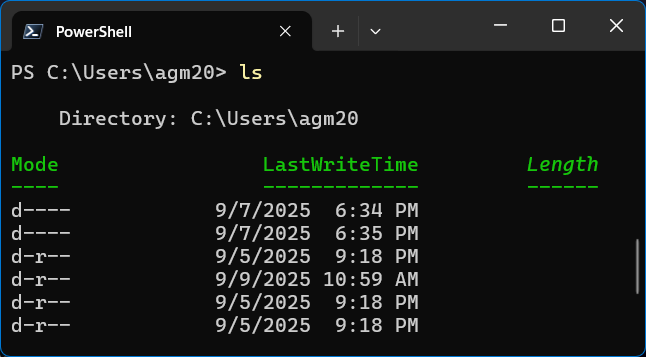 PowerShell
PS C:\Users\agm20> ls
Directory: C:\Users\agm20
Mode                 LastWriteTime         Length
----                 -------------         ------
d----            9/7/2025  6:34 PM
d----            9/7/2025  6:35 PM
d-r--            9/5/2025  9:18 PM
d-r--            9/9/2025 10:59 AM
d-r--            9/5/2025  9:18 PM
d-r--            9/5/2025  9:18 PM